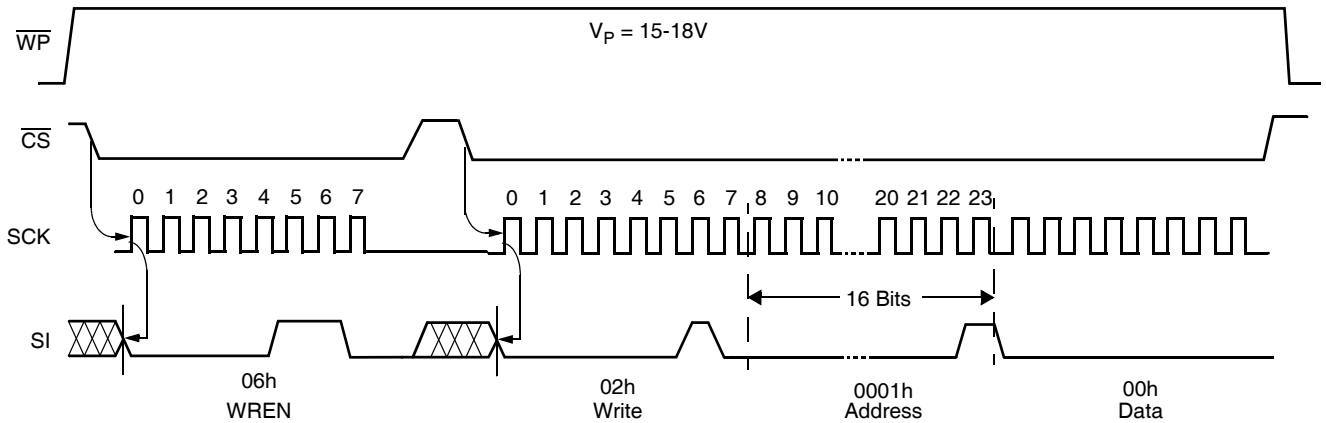 WP
V_P = 15-18V
CS
0 1 2 3 4 5 6 7
0 1 2 3 4 5 6 7 8 9 10 20 21 22 23
SCK
16 Bits
SI
06h
WREN
02h
Write
0001h
Address
00h
Data